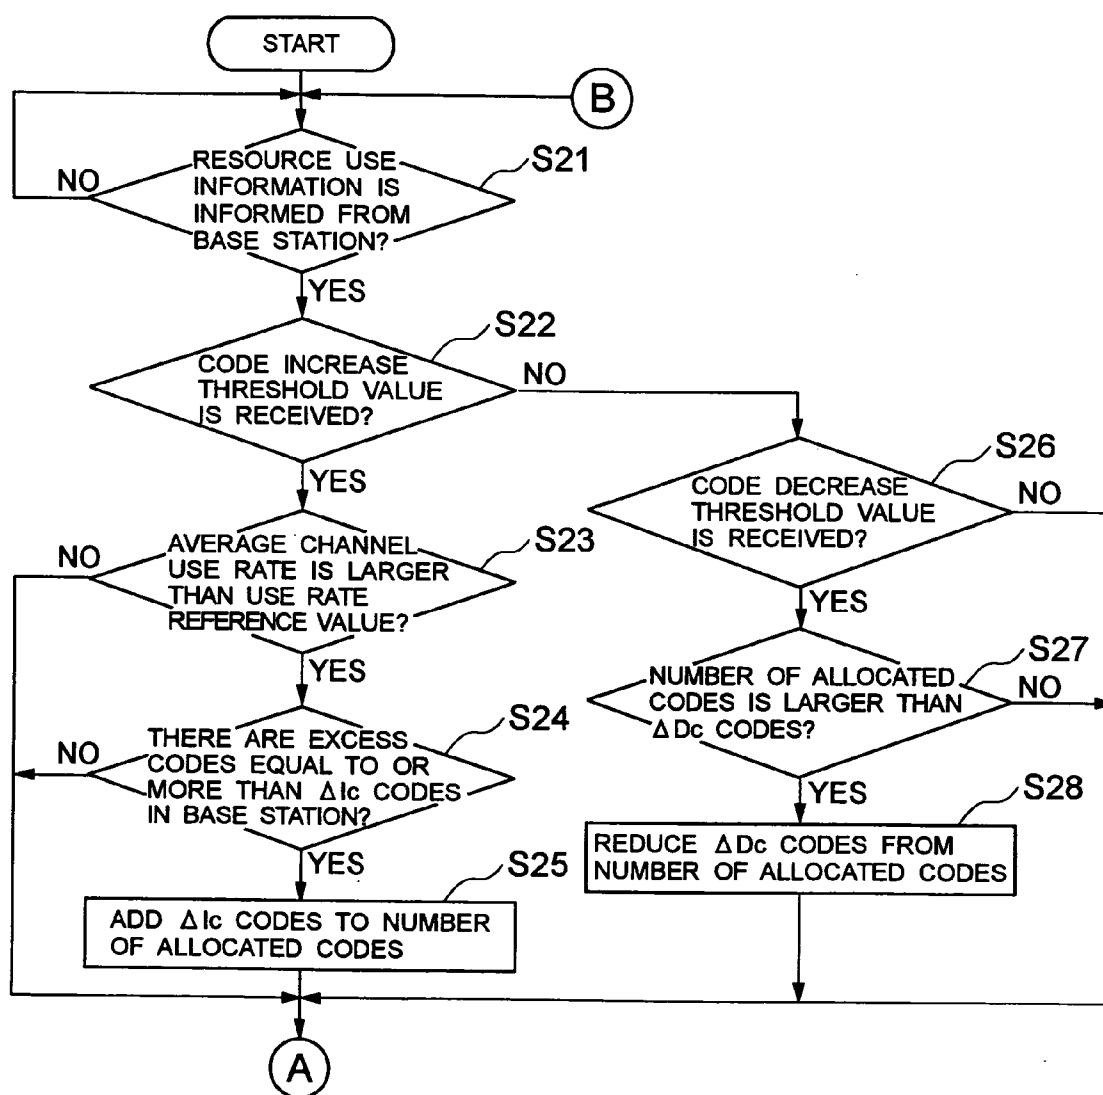 START
B
S21
RESOURCE USE
INFORMATION IS
INFORMED FROM
BASE STATION?
NO
YES
S22
CODE INCREASE
THRESHOLD VALUE
IS RECEIVED?
NO
YES
S23
AVERAGE CHANNEL
USE RATE IS LARGER
THAN USE RATE
REFERENCE VALUE?
NO
YES
S24
THERE ARE EXCESS
CODES EQUAL TO OR
MORE THAN ΔIc CODES
IN BASE STATION?
NO
YES
S25
ADD ΔIc CODES TO NUMBER
OF ALLOCATED CODES
S26
CODE DECREASE
THRESHOLD VALUE
IS RECEIVED?
NO
YES
S27
NUMBER OF ALLOCATED
CODES IS LARGER THAN
ΔDc CODES?
NO
YES
S28
REDUCE ΔDc CODES FROM
NUMBER OF ALLOCATED CODES
A